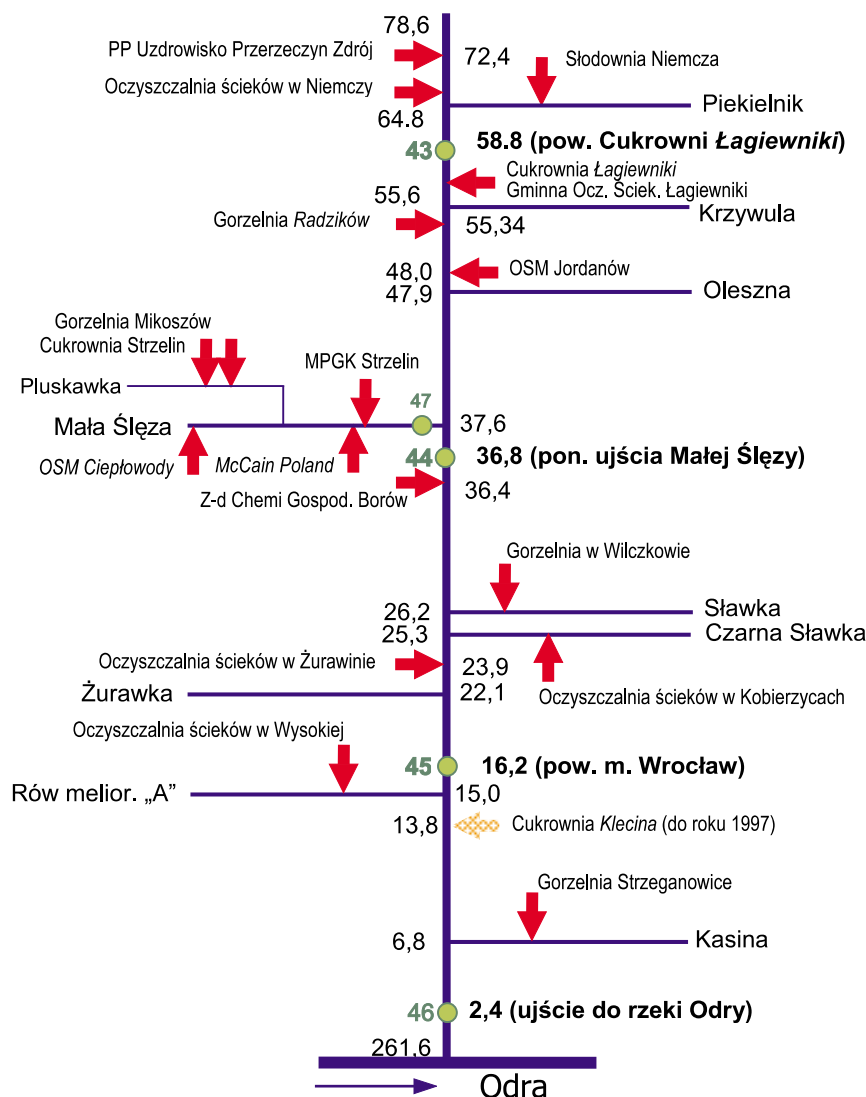 78,6
PP Uzdrowisko Przerzeczyn Zdrój
72,4
Słodownia Niemcza
Oczyszczalnia ścieków w Niemczy
Piekielnik
64.8
43
58.8 (pow. Cukrowni Łagiewniki)
Cukrownia Łagiewniki
Gminna Ocz. Ściek. Łagiewniki
55,6
Krzywula
Gorzelnia Radzików
55,34
48,0
OSM Jordanów
47,9
Oleszna
Gorzelnia Mikoszów
Cukrownia Strzelin
MPGK Strzelin
Pluskawka
47
Mała Ślęza
37,6
OSM Ciepłowody
McCain Poland
44
36,8 (pon. ujścia Małej Ślęzy)
Z-d Chemi Gospod. Borów
36,4
Gorzelnia w Wilczkowie
26,2
Sławka
25,3
Czarna Sławka
Oczyszczalnia ścieków w Żurawinie
23,9
Żurawka
22,1
Oczyszczalnia ścieków w Kobierzycach
Oczyszczalnia ścieków w Wysokiej
45
16,2 (pow. m. Wrocław)
Rów melior. „A”
15,0
13,8
Cukrownia Klecina (do roku 1997)
Gorzelnia Strzeganowice
6,8
Kasina
46
2,4 (ujście do rzeki Odry)
261,6
Odra